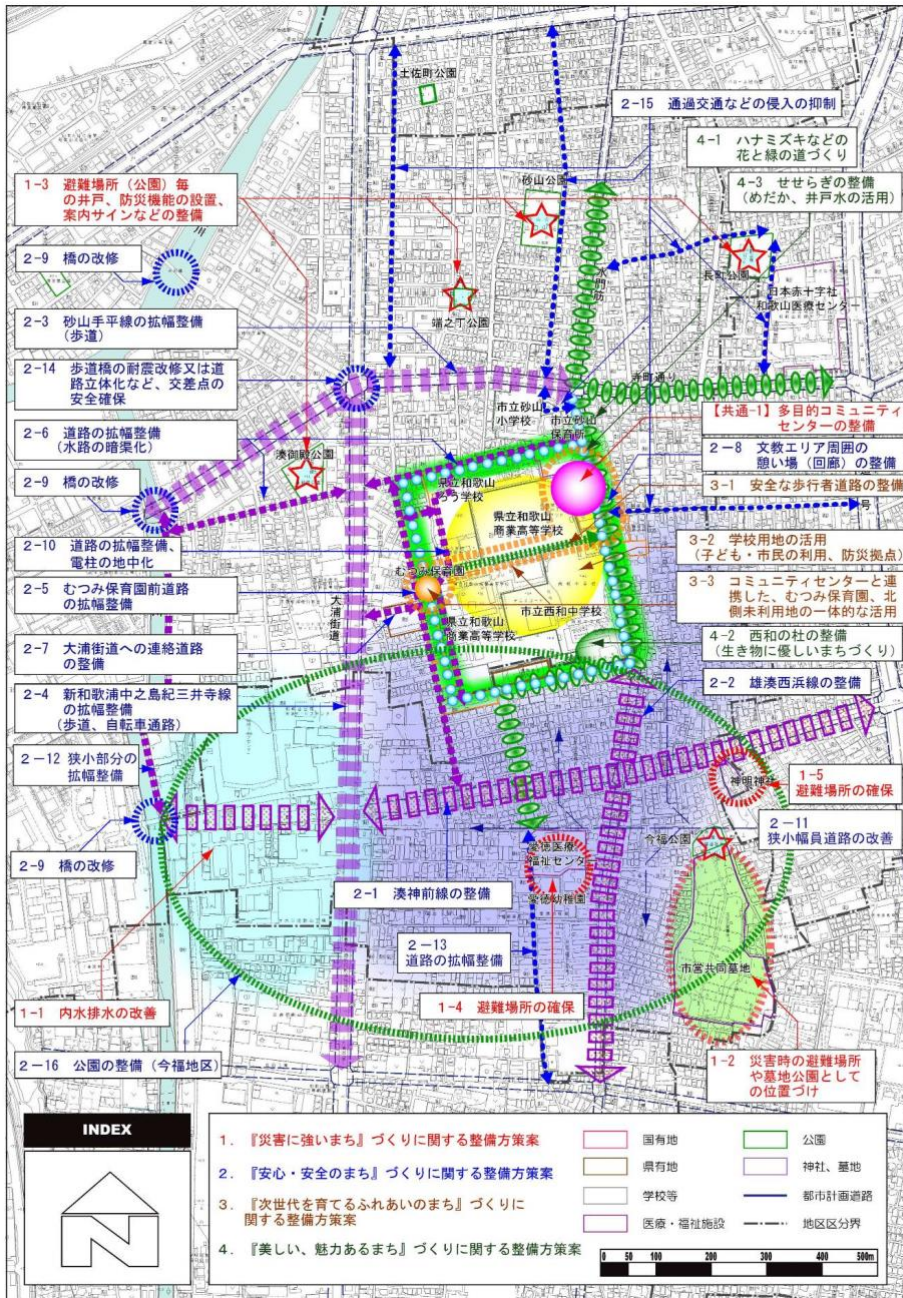 土佐町公園
2-15 通過交通などの侵入の抑制
4-1 ハナミズキなどの
花と緑の道づくり
4-3 せせらぎの整備
(めだか、井戸水の活用)
1-3 避難場所(公園)毎
の井戸、防災機能の設置、
案内サインなどの整備
砂山公園
2-9 橋の改修
大門筋
長町公園
日本赤十字社
和歌山医療センター
端之丁公園
2-3 砂山手平線の拡幅整備
(歩道)
2-14 歩道橋の耐震改修又は道
路立体化など、交差点の
安全確保
寺町通り
市立砂山
小学校
市立砂山
保育所
【共通-1】多目的コミュニティ
センターの整備
2-6 道路の拡幅整備
(水路の暗渠化)
湊御殿公園
2-8 文教エリア周囲の
憩い場(回廊)の整備
県立和歌山
ろう学校
3-1 安全な歩行者道路の整備
2-9 橋の改修
号
県立和歌山
商業高等学校
3-2 学校用地の活用
(子ども・市民の利用、防災拠点)
2-10 道路の拡幅整備、
電柱の地中化
むつみ保育園
2-5 むつみ保育園前道路
の拡幅整備
大浦街道
3-3 コミュニティセンターと連
携した、むつみ保育園、北
側未利用地の一体的な活用
市立西和中学校
県立和歌山
商業高等学校
2-7 大浦街道への連絡道路
の整備
4-2 西和の杜の整備
(生き物に優しいまちづくり)
2-4 新和歌浦中之島紀三井寺線
の拡幅整備
(歩道、自転車通路)
2-2 雄湊西浜線の整備
2-12 狭小部分の
拡幅整備
神明神社
1-5
避難場所の確保
2-11
狭小幅員道路の改善
今福公園
2-9 橋の改修
愛徳医療
福祉センタ
2-1 湊神前線の整備
愛徳幼稚園
2-13
道路の拡幅整備
市営共同墓地
1-1 内水排水の改善
1-4 避難場所の確保
2-16 公園の整備(今福地区)
1-2 災害時の避難場所
や墓地公園として
の位置づけ
INDEX
N
1. 『災害に強いまち』づくりに関する整備方策案
2. 『安心・安全のまち』づくりに関する整備方策案
3. 『次世代を育てるふれあいのまち』づくりに
関する整備方策案
4. 『美しい、魅力あるまち』づくりに関する整備方策案
国有地
県有地
学校等
医療・福祉施設
公園
神社、墓地
都市計画道路
地区区分界
0 50 100 200 300 400 500m